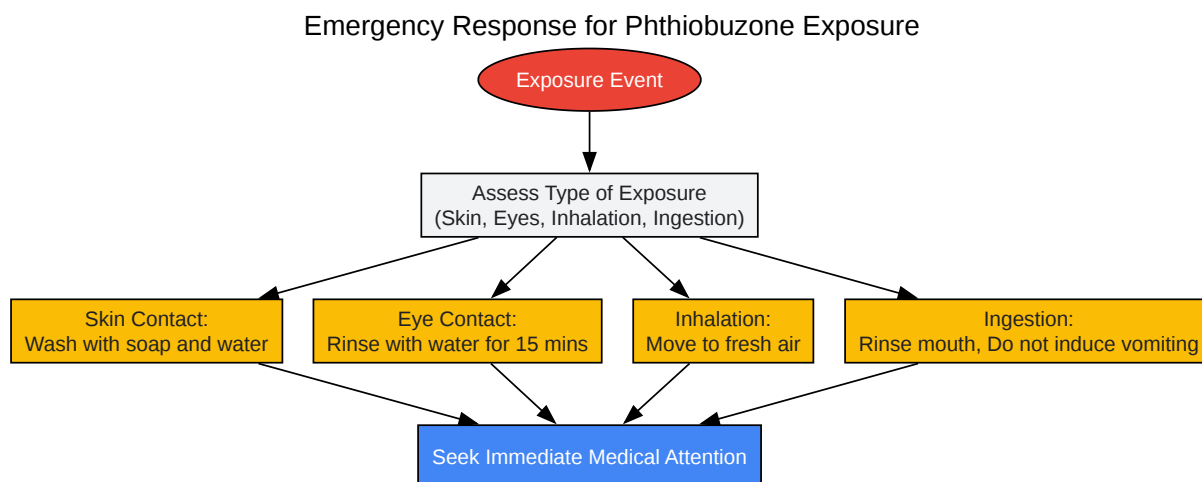 Emergency Response for Phthiobuzone Exposure
Exposure Event
Assess Type of Exposure
(Skin, Eyes, Inhalation, Ingestion)
Skin Contact:
Wash with soap and water
Eye Contact:
Rinse with water for 15 mins
Inhalation:
Move to fresh air
Ingestion:
Rinse mouth, Do not induce vomiting
Seek Immediate Medical Attention